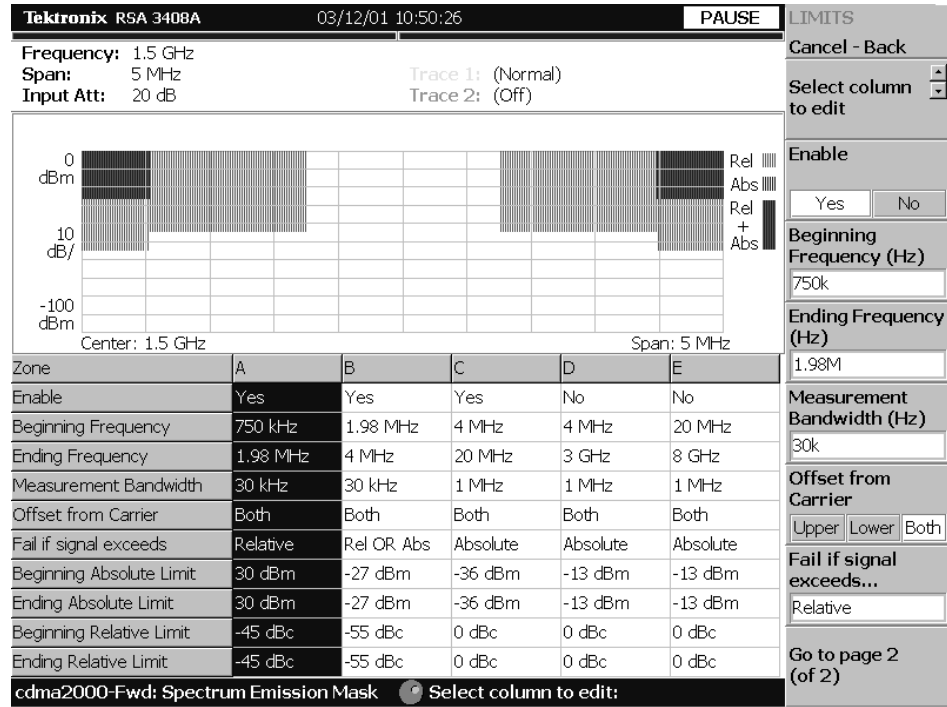 Tektronix RSA 3408A 03/12/01 10:50:26 PAUSE
Frequency: 1.5 GHz
Span: 5 MHz Trace 1: (Normal)
Input Att: 20 dB Trace 2: (Off)
0
dBm
10
dB/
-100
dBm
Rel
Abs
Rel
+
Abs
Center: 1.5 GHz Span: 5 MHz
Zone A B C D E
Enable Yes Yes Yes No No
Beginning Frequency 750 kHz 1.98 MHz 4 MHz 4 MHz 20 MHz
Ending Frequency 1.98 MHz 4 MHz 20 MHz 3 GHz 8 GHz
Measurement Bandwidth 30 kHz 30 kHz 1 MHz 1 MHz 1 MHz
Offset from Carrier Both Both Both Both Both
Fail if signal exceeds Relative Rel OR Abs Absolute Absolute Absolute
Beginning Absolute Limit 30 dBm -27 dBm -36 dBm -13 dBm -13 dBm
Ending Absolute Limit 30 dBm -27 dBm -36 dBm -13 dBm -13 dBm
Beginning Relative Limit -45 dBc -55 dBc 0 dBc 0 dBc 0 dBc
Ending Relative Limit -45 dBc -55 dBc 0 dBc 0 dBc 0 dBc
cdma2000-Fwd: Spectrum Emission Mask Select column to edit:
LIMITS
Cancel - Back
Select column
to edit
Enable
Yes No
Beginning
Frequency (Hz)
750k
Ending Frequency
(Hz)
1.98M
Measurement
Bandwidth (Hz)
30k
Offset from
Carrier
Upper Lower Both
Fail if signal
exceeds...
Relative
Go to page 2
(of 2)